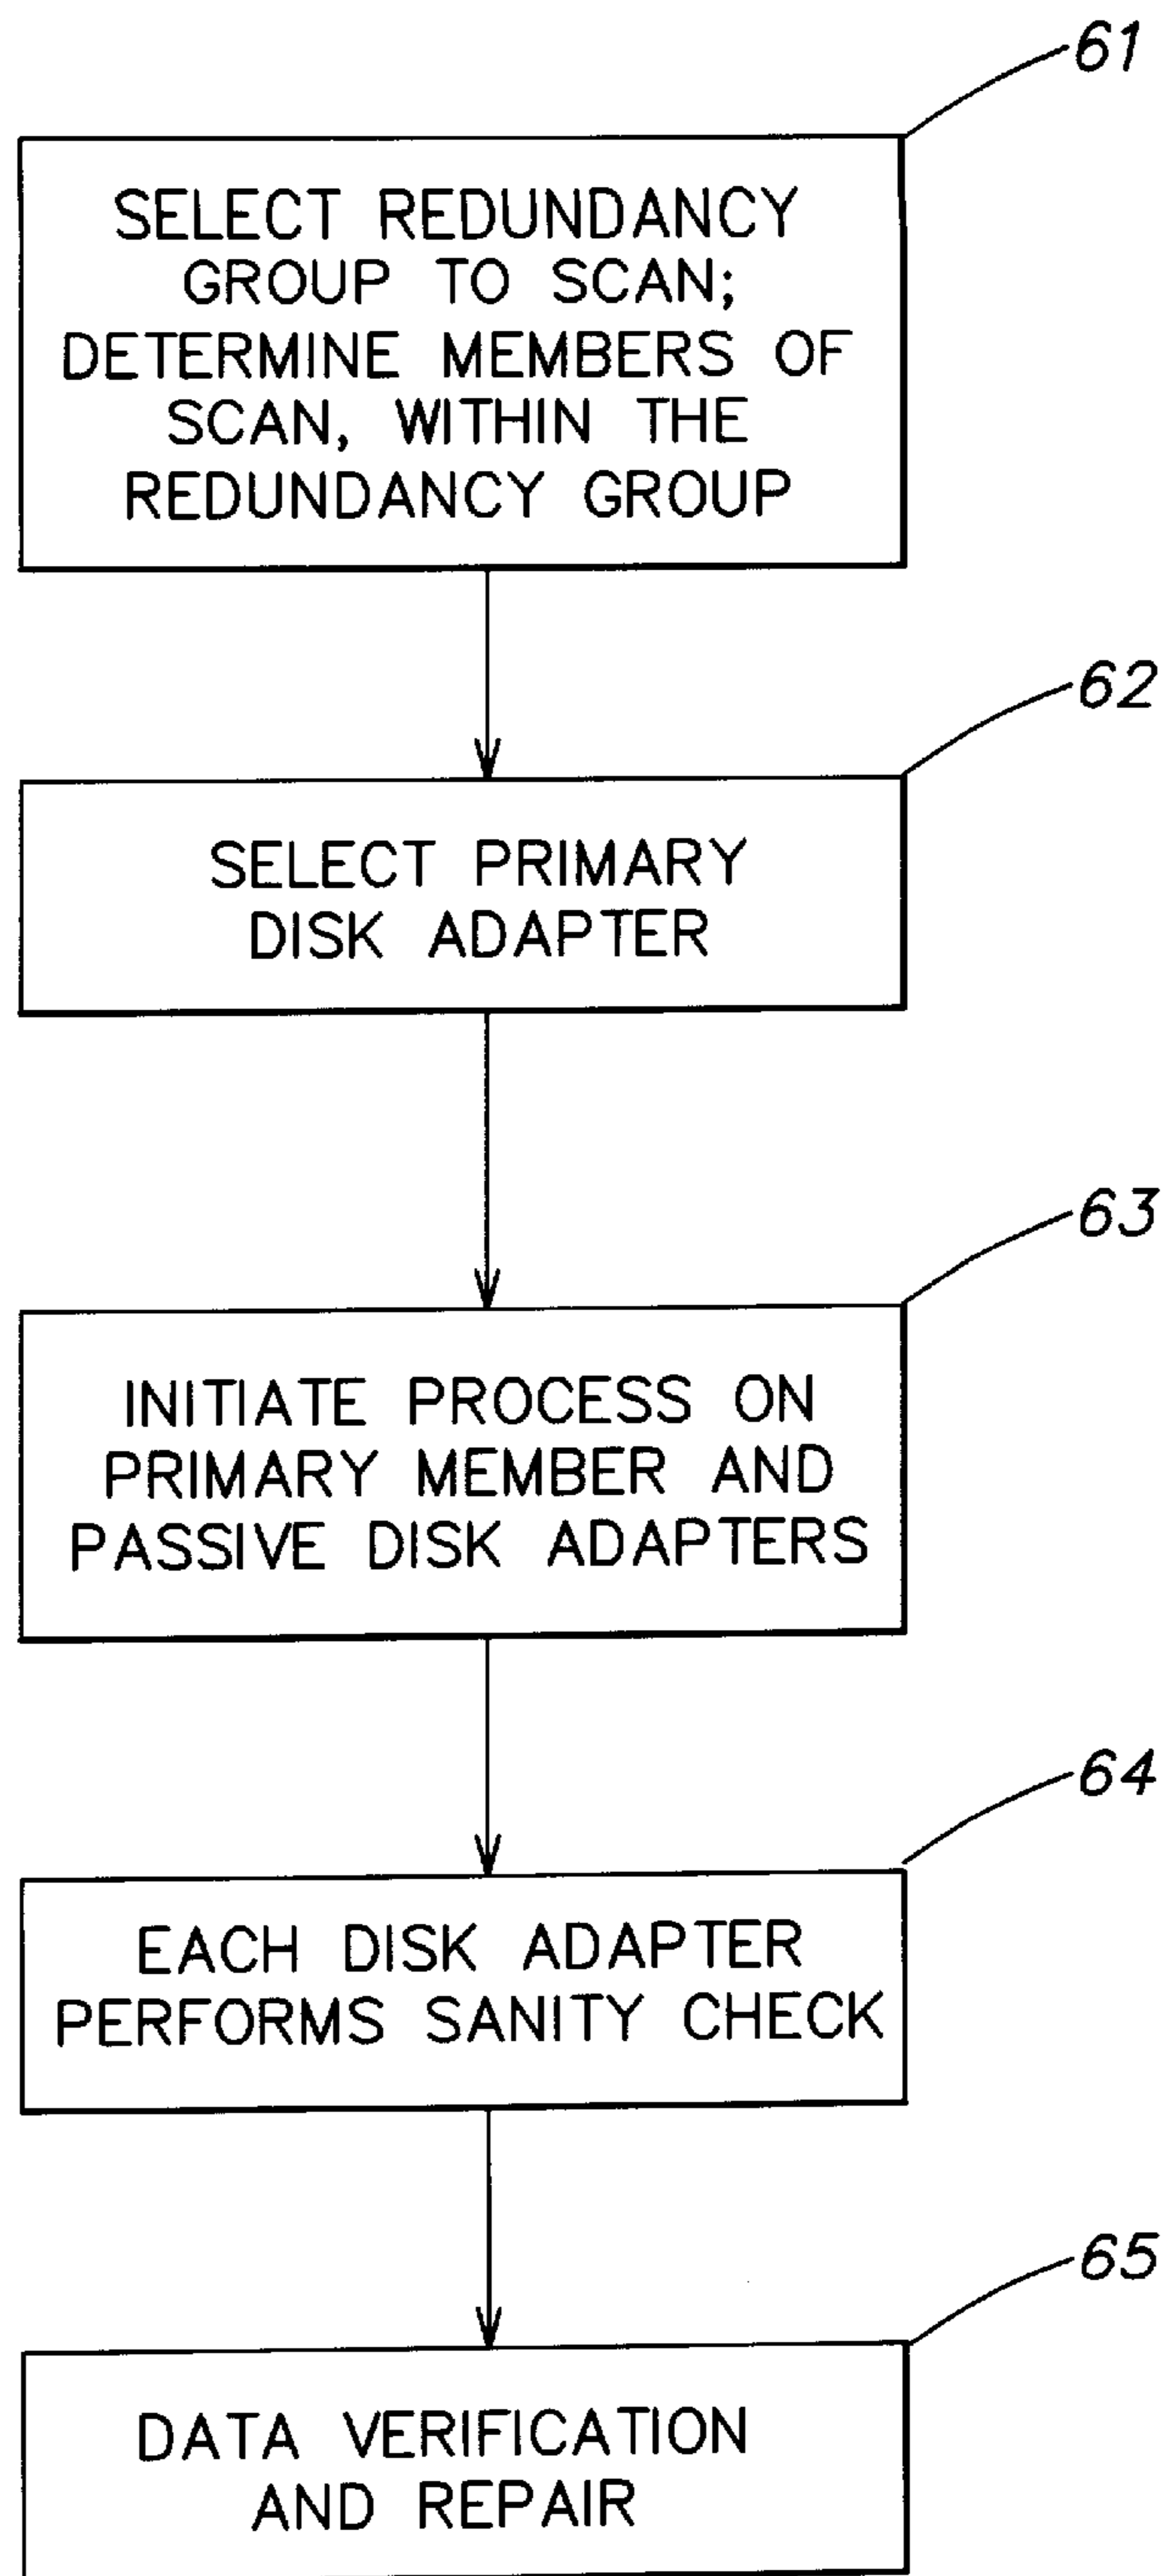 61
SELECT REDUNDANCY
GROUP TO SCAN;
DETERMINE MEMBERS OF
SCAN, WITHIN THE
REDUNDANCY GROUP
62
SELECT PRIMARY
DISK ADAPTER
63
INITIATE PROCESS ON
PRIMARY MEMBER AND
PASSIVE DISK ADAPTERS
64
EACH DISK ADAPTER
PERFORMS SANITY CHECK
65
DATA VERIFICATION
AND REPAIR